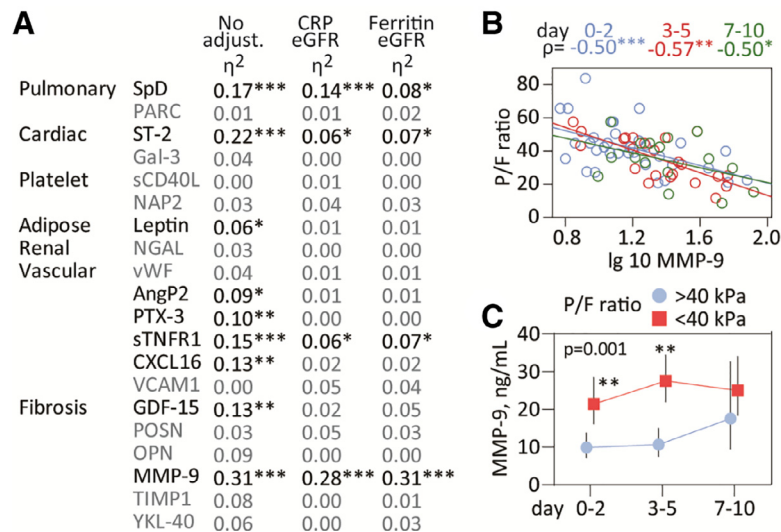 A
No adjust. η² CRP eGFR η² Ferritin eGFR η²
Pulmonary SpD 0.17*** 0.14*** 0.08*
PARC 0.01 0.01 0.02
Cardiac ST-2 0.22*** 0.06* 0.07*
Gal-3 0.04 0.00 0.00
Platelet sCD40L 0.00 0.01 0.00
NAP2 0.03 0.04 0.03
Adipose Leptin 0.06* 0.01 0.01
Renal NGAL 0.03 0.00 0.00
Vascular vWF 0.04 0.01 0.01
AngP2 0.09* 0.01 0.01
PTX-3 0.10** 0.00 0.00
sTNFR1 0.15*** 0.06* 0.07*
CXCL16 0.13** 0.02 0.02
VCAM1 0.00 0.05 0.04
Fibrosis GDF-15 0.13** 0.02 0.05
POSN 0.03 0.05 0.03
OPN 0.09 0.00 0.00
MMP-9 0.31*** 0.28*** 0.31***
TIMP1 0.08 0.00 0.01
YKL-40 0.06 0.00 0.03
B
day 0-2 3-5 7-10
ρ= -0.50*** -0.57** -0.50*
P/F ratio
80
60
40
20
0
0.8 1.2 1.6 2.0
lg 10 MMP-9
C
P/F ratio >40 kPa
<40 kPa
MMP-9, ng/mL
40
30
20
10
0
p=0.001
**
**
day 0-2 3-5 7-10